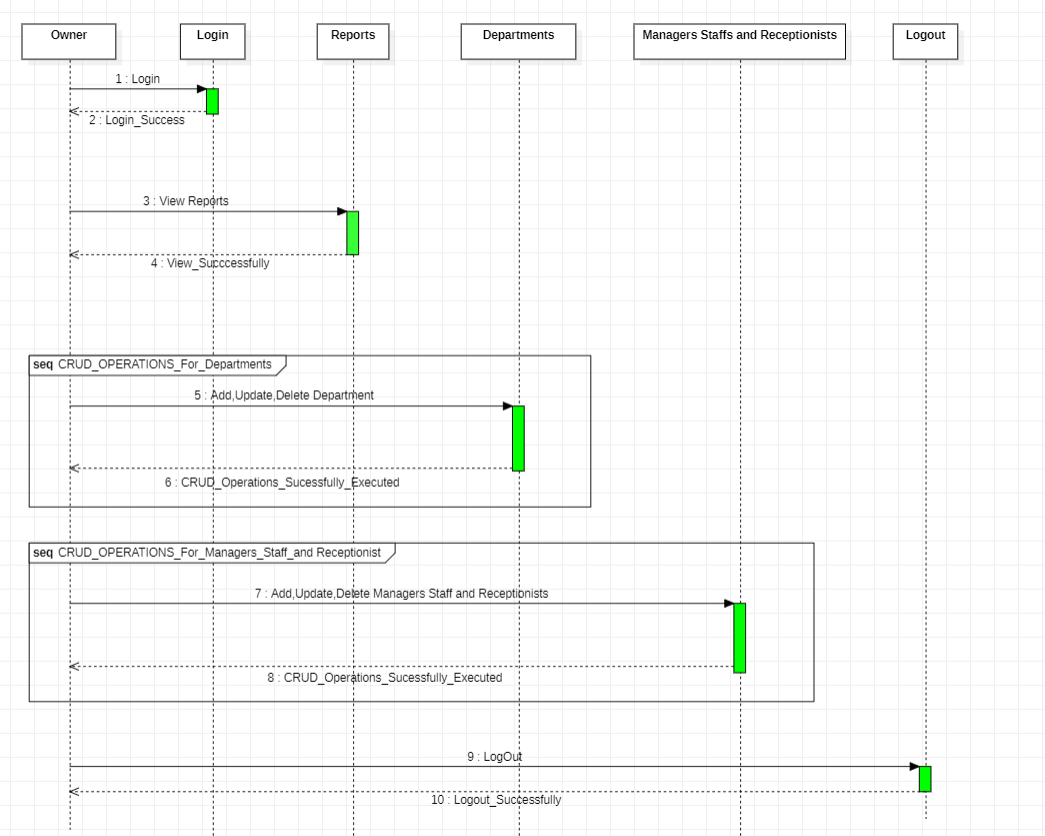 Owner
Login
Reports
Departments
Managers Staffs and Receptionists
Logout
1 : Login
2 : Login_Success
3 : View Reports
4 : View_Succcessfully
seq CRUD_OPERATIONS_For_Departments
5 : Add,Update,Delete Department
6 : CRUD_Operations_Sucessfully_Executed
seq CRUD_OPERATIONS_For_Managers_Staff_and Receptionist
7 : Add,Update,Delete Managers Staff and Receptionists
8 : CRUD_Operations_Sucessfully_Executed
9 : LogOut
10 : Logout_Successfully